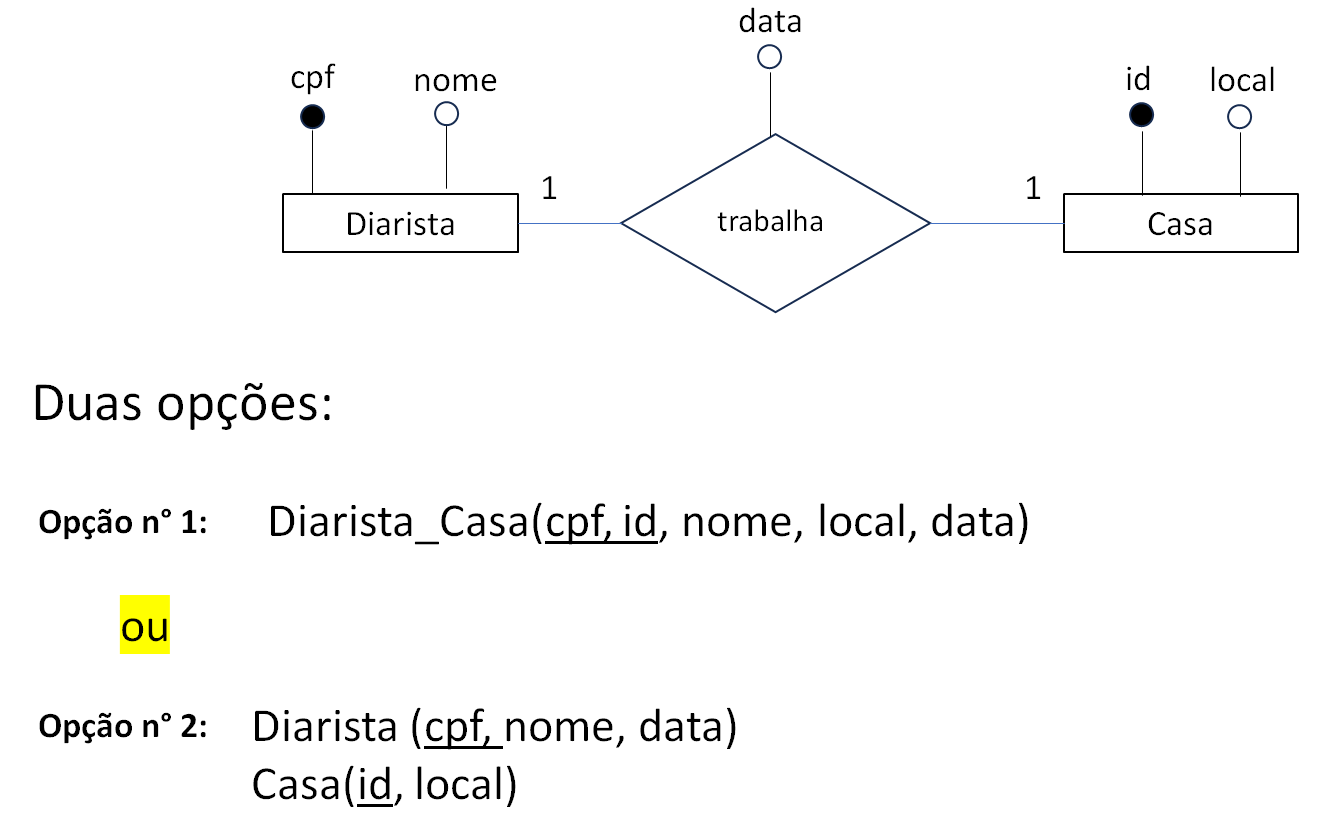 data
cpf
nome
id
local
1
1
Diarista
trabalha
Casa
Duas opções:
Opção n° 1: Diarista_Casa(cpf, id, nome, local, data)
ou
Opção n° 2: Diarista (cpf, nome, data)
Casa(id, local)